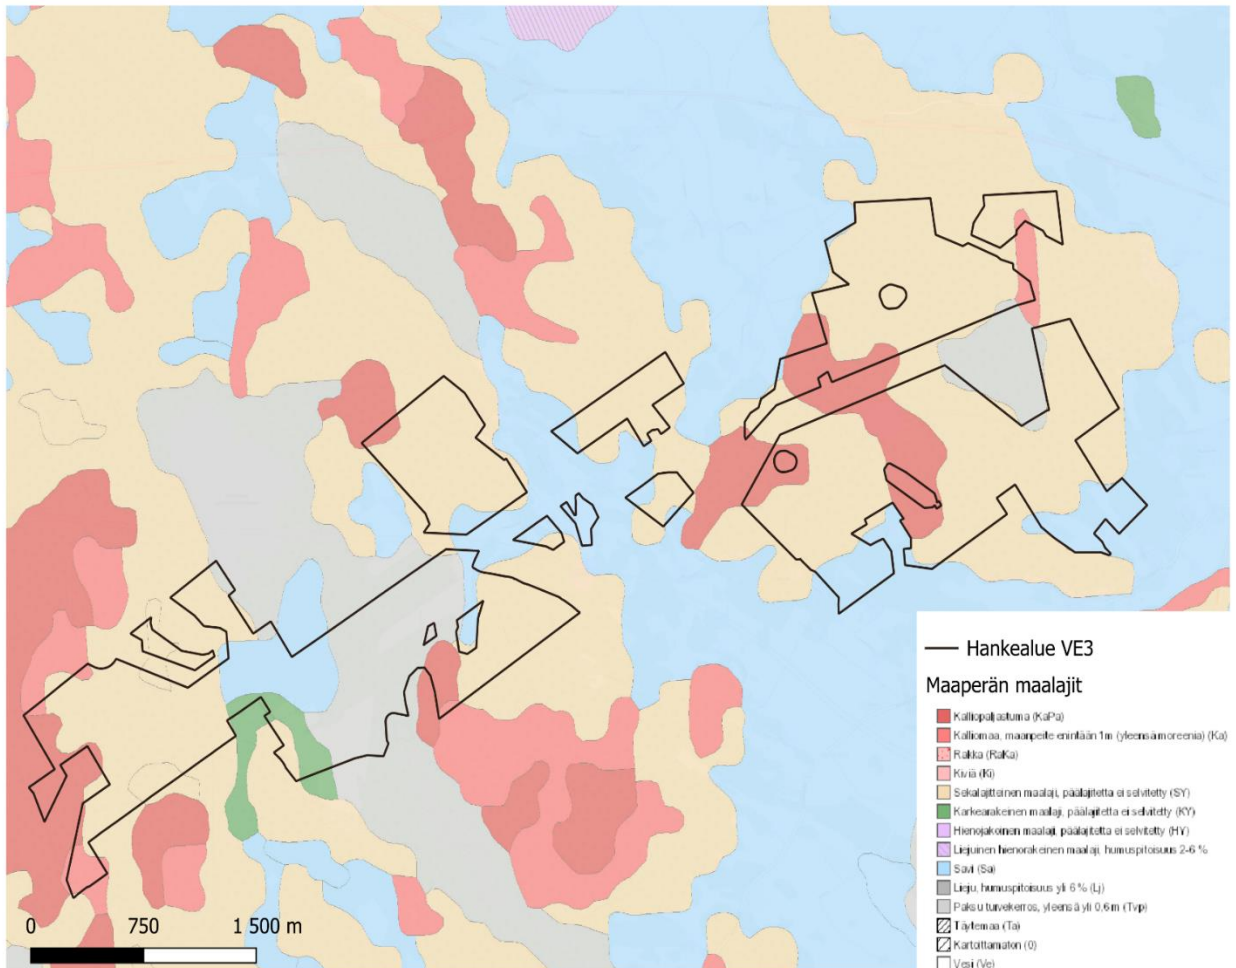 Hankealue VE3
Maaperän maalajit
Kalliopaljastuma (KaPa)
Kalliomaa, maanpeite enintään 1m (yleensä moreenia) (Ka)
Rakka (RaKa)
Kiviä (Ki)
Sekalajitteinen maalaji, päälajitetta ei selvitetty (SY)
Karkearakeinen maalaji, päälajitetta ei selvitetty (KY)
Hienojakoinen maalaji, päälajitetta ei selvitetty (HY)
Liejuinen hienorakeinen maalaji, humuspitoisuus 2-6 %
Savi (Sa)
Lieju, humuspitoisuus yli 6 % (Lj)
Paksu turvekerros, yleensä yli 0,6m (Tvp)
Täytemaa (Ta)
Kartoittamaton (0)
Vesi (Ve)
0 750 1 500 m